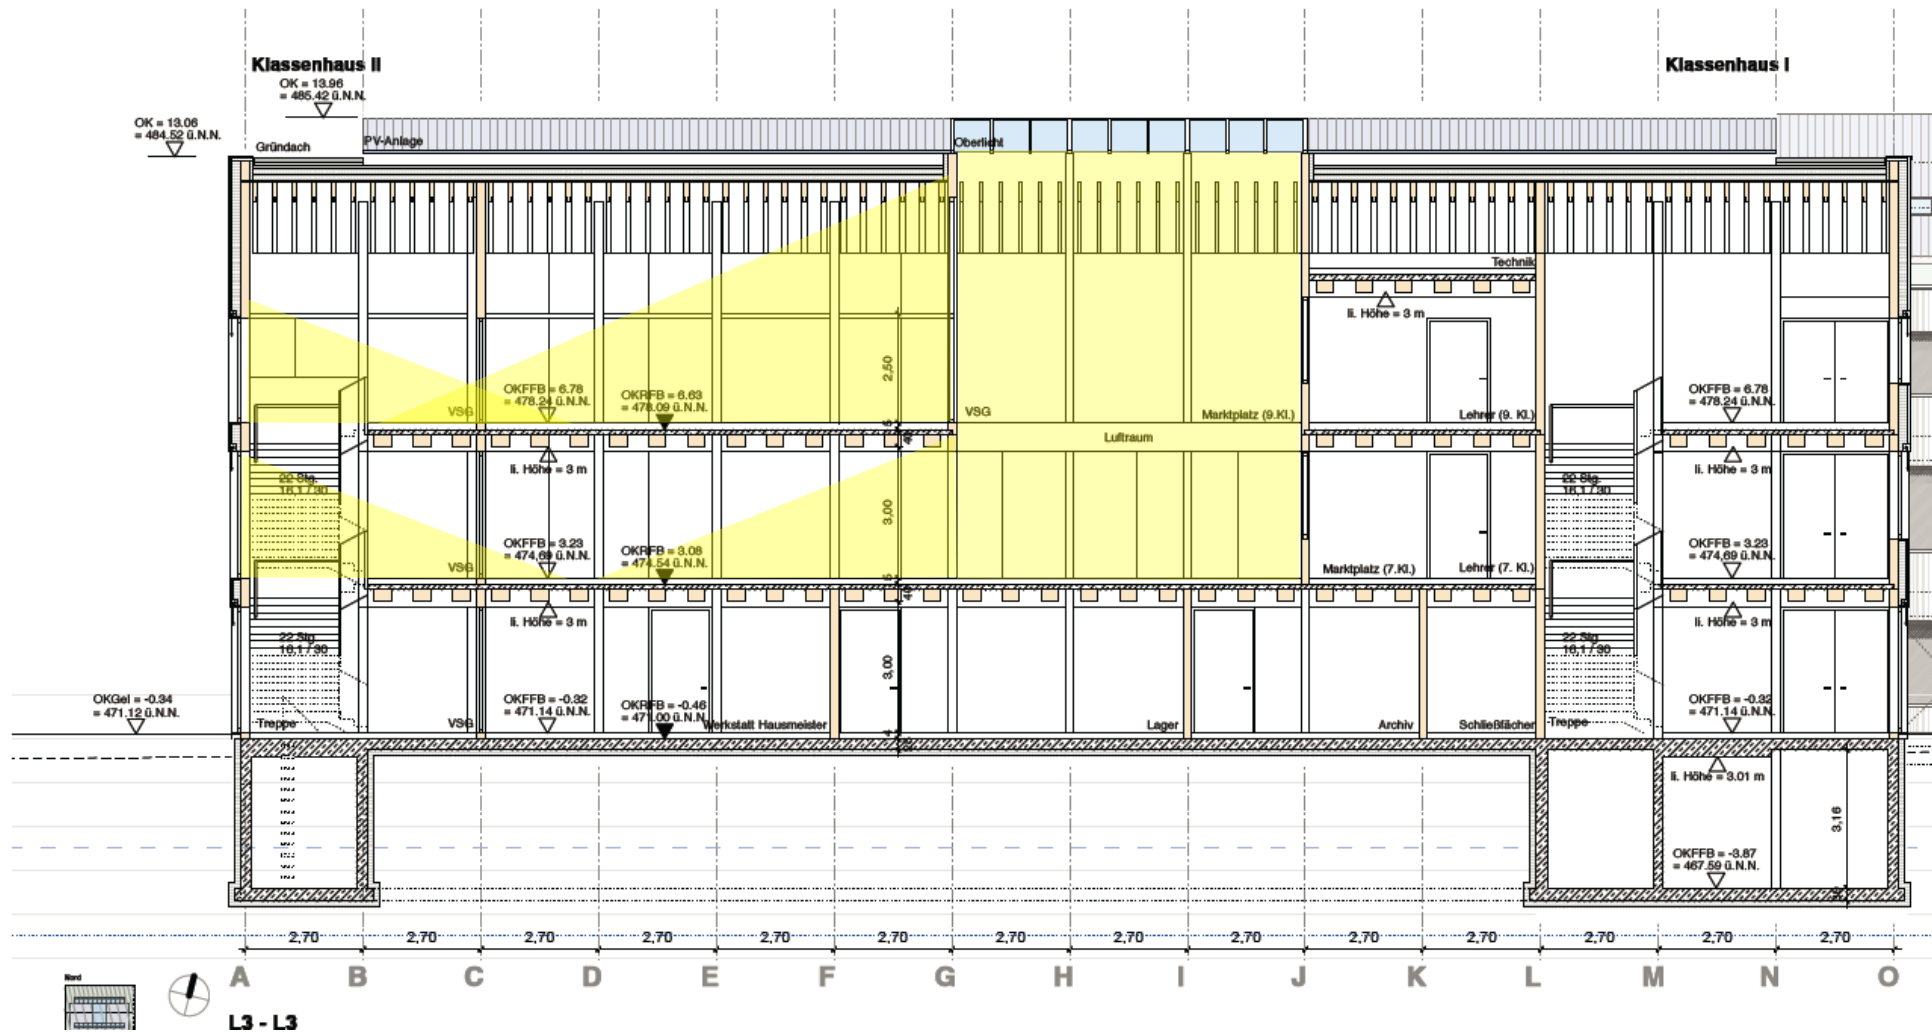 Klassenhaus II
Klassenhaus I
OK = 13.96
= 485.42 ü.N.N.
OK = 13.06
= 484.52 ü.N.N.
Gründach
PV-Anlage
Oberlicht
Technik
li. Höhe = 3 m
2,50
OKFFB = 6.78
= 478.24 ü.N.N.
OKRFB = 6.63
= 478.09 ü.N.N.
OKFFB = 6.78
= 478.24 ü.N.N.
VSG
VSG
Marktplatz (9.Kl.)
Lehrer (9. Kl.)
5
40
Luftraum
li. Höhe = 3 m
li. Höhe = 3 m
22 Stg.
16,1 / 30
22 Stg.
16,1 / 30
3,00
OKFFB = 3.23
= 474,69 ü.N.N.
OKRFB = 3.08
= 474.54 ü.N.N.
OKFFB = 3.23
= 474,69 ü.N.N.
VSG
Marktplatz (7.Kl.)
Lehrer (7. Kl.)
5
40
li. Höhe = 3 m
li. Höhe = 3 m
22 Stg.
16,1 / 30
22 Stg.
16,1 / 30
3,00
OKGel = -0.34
= 471.12 ü.N.N.
OKFFB = -0.32
= 471.14 ü.N.N.
OKRFB = -0.46
= 471.00 ü.N.N.
OKFFB = -0.32
= 471.14 ü.N.N.
Treppe
VSG
Werkstatt Hausmeister
Lager
Archiv
Schließfächer
Treppe
li. Höhe = 3.01 m
3,16
OKFFB = -3.87
= 467.59 ü.N.N.
2,70 2,70 2,70 2,70 2,70 2,70 2,70 2,70 2,70 2,70 2,70 2,70 2,70 2,70
A B C D E F G H I J K L M N O
Nord
L3 - L3